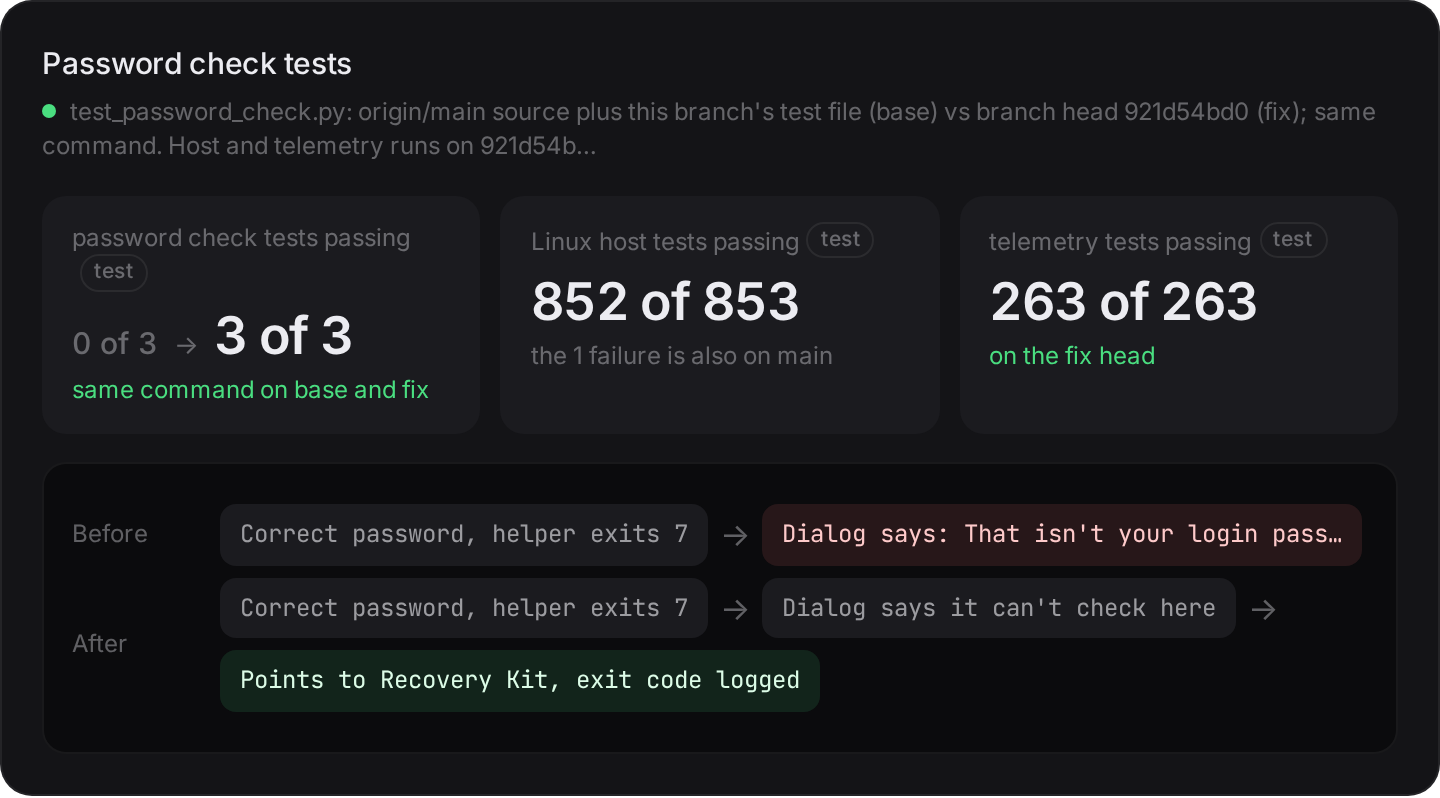 Password check tests
test_password_check.py: origin/main source plus this branch's test file (base) vs branch head 921d54bd0 (fix); same
command. Host and telemetry runs on 921d54b…
password check tests passing
test
0 of 3 → 3 of 3
same command on base and fix
Linux host tests passing test
852 of 853
the 1 failure is also on main
telemetry tests passing test
263 of 263
on the fix head
Before
Correct password, helper exits 7 → Dialog says: That isn't your login pass…
After
Correct password, helper exits 7 → Dialog says it can't check here →
Points to Recovery Kit, exit code logged